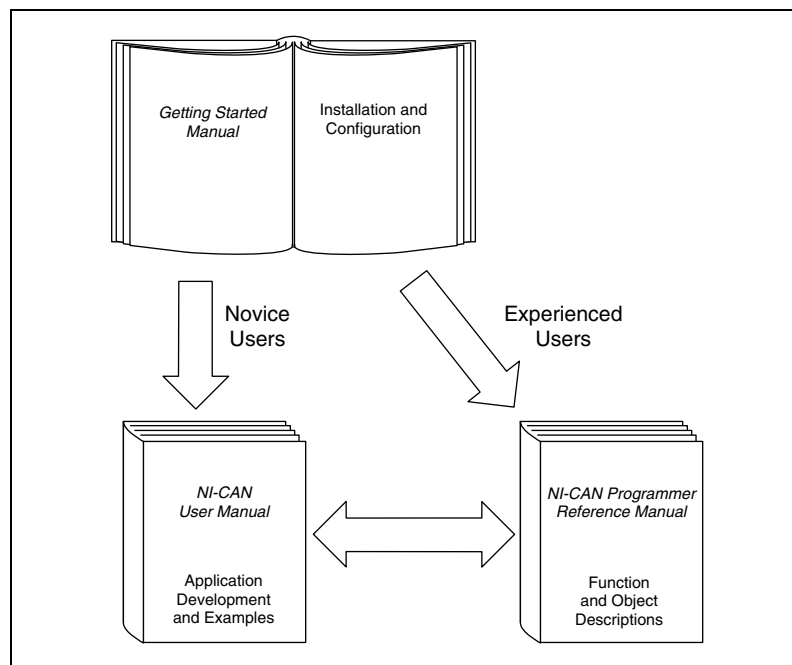 Getting Started
Manual
Installation and
Configuration
Novice
Users
Experienced
Users
NI-CAN
User Manual
Application
Development
and Examples
NI-CAN Programmer
Reference Manual
Function
and Object
Descriptions